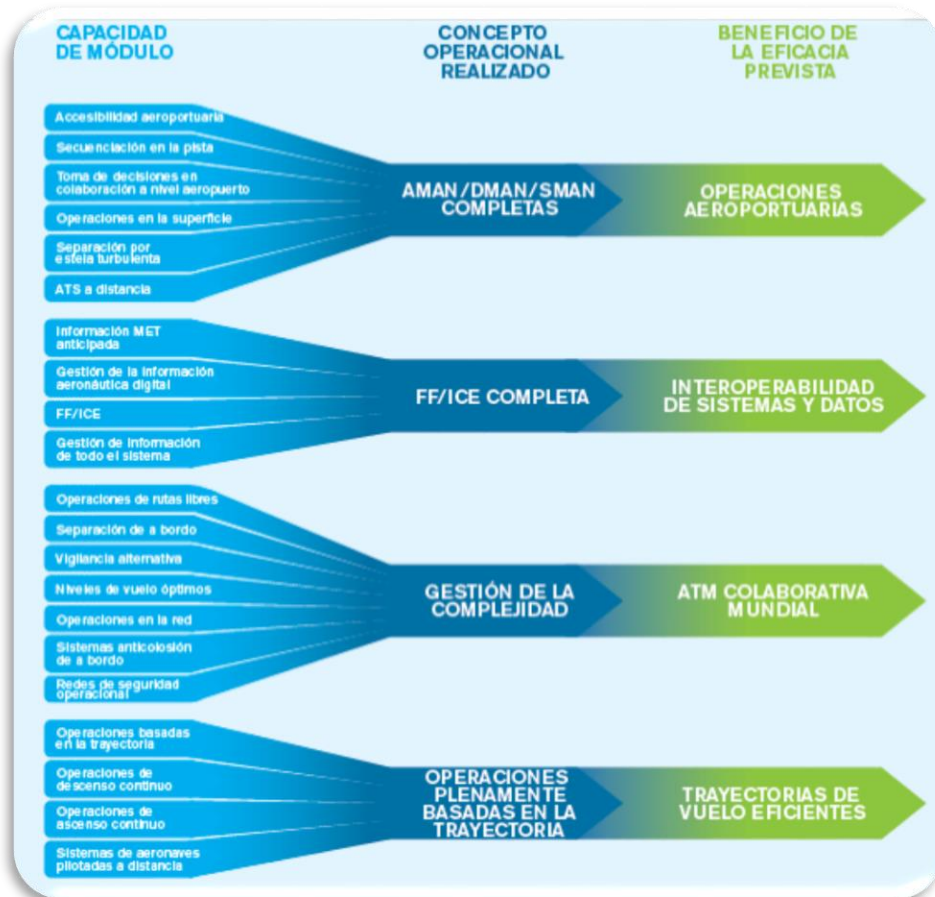 CAPACIDAD
DE MÓDULO
CONCEPTO
OPERACIONAL
REALIZADO
BENEFICIO DE
LA EFICACIA
PREVISTA
Accesibilidad aeroportuaria
Secuenciación en la pista
Toma de decisiones en
colaboración a nivel aeropuerto
Operaciones en la superficie
Separación por
estela turbulenta
ATS a distancia
AMAN/DMAN/SMAN
COMPLETAS
OPERACIONES
AEROPORTUARIAS
Información MET
anticipada
Gestión de la información
aeronáutica digital
FF/ICE
Gestión de información
de todo el sistema
FF/ICE COMPLETA
INTEROPERABILIDAD
DE SISTEMAS Y DATOS
Operaciones de rutas libres
Separación de a bordo
Vigilancia alternativa
Niveles de vuelo óptimos
Operaciones en la red
Sistemas anticolosión
de a bordo
Redes de seguridad
operacional
GESTIÓN DE LA
COMPLEJIDAD
ATM COLABORATIVA
MUNDIAL
Operaciones basadas
en la trayectoria
Operaciones de
descenso continuo
Operaciones de
ascenso continuo
Sistemas de aeronaves
pilotadas a distancia
OPERACIONES
PLENAMENTE
BASADAS EN LA
TRAYECTORIA
TRAYECTORIAS DE
VUELO EFICIENTES